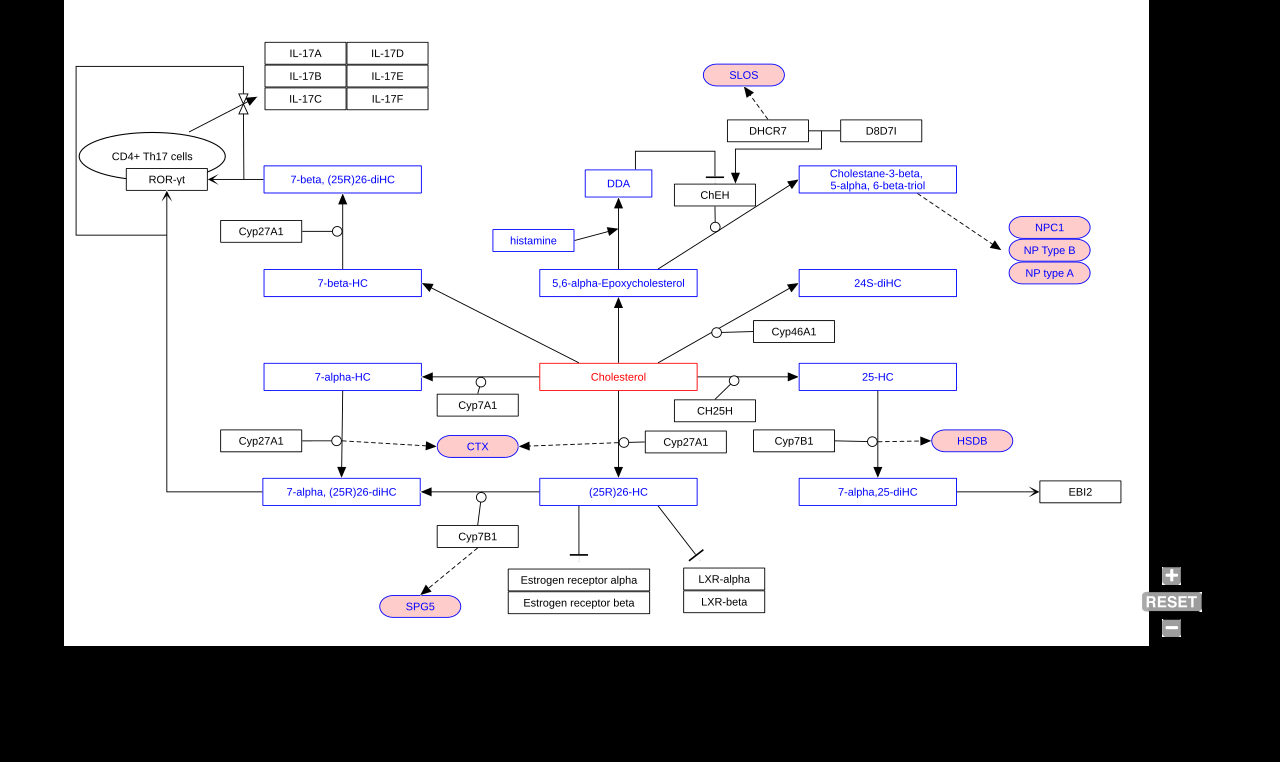 IL-17A
IL-17D
IL-17B
IL-17E
IL-17C
IL-17F
SLOS
DHCR7
D8D7I
CD4+ Th17 cells
ROR-γt
7-beta, (25R)26-diHC
DDA
ChEH
Cholestane-3-beta,
5-alpha, 6-beta-triol
Cyp27A1
histamine
NPC1
NP Type B
NP type A
7-beta-HC
5,6-alpha-Epoxycholesterol
24S-diHC
Cyp46A1
7-alpha-HC
Cholesterol
25-HC
Cyp7A1
CH25H
Cyp27A1
CTX
Cyp27A1
Cyp7B1
HSDB
7-alpha, (25R)26-diHC
(25R)26-HC
7-alpha,25-diHC
EBI2
Cyp7B1
Estrogen receptor alpha
Estrogen receptor beta
LXR-alpha
LXR-beta
SPG5
RESET